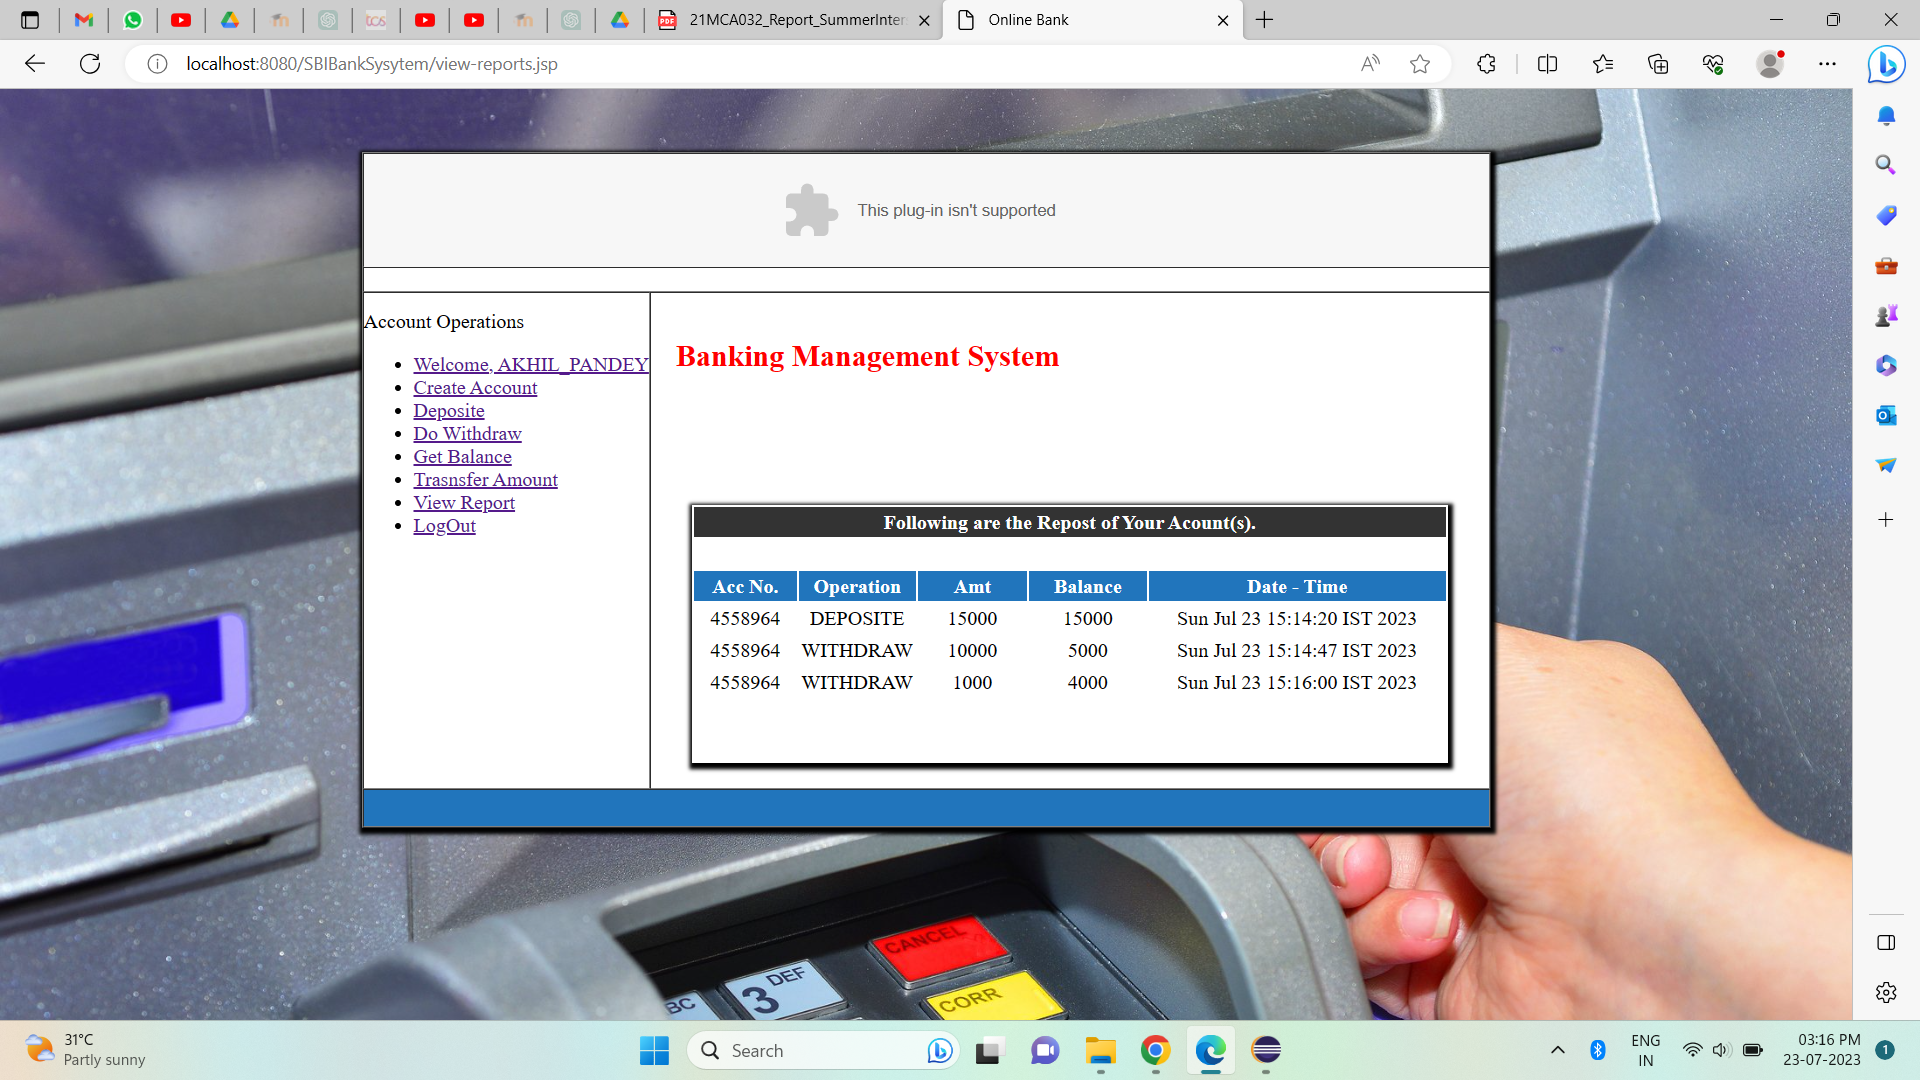 21MCA032_Report_SummerInter
Online Bank
localhost:8080/SBIBankSysytem/view-reports.jsp
This plug-in isn't supported
Account Operations
Welcome, AKHIL_PANDEY
Create Account
Deposite
Do Withdraw
Get Balance
Trasnsfer Amount
View Report
LogOut
Banking Management System
Following are the Repost of Your Acount(s).
Acc No. Operation Amt Balance Date - Time
4558964 DEPOSITE 15000 15000 Sun Jul 23 15:14:20 IST 2023
4558964 WITHDRAW 10000 5000 Sun Jul 23 15:14:47 IST 2023
4558964 WITHDRAW 1000 4000 Sun Jul 23 15:16:00 IST 2023
CANCEL
3 DEF
BC
CORR
31°C
Partly sunny
Search
ENG
IN
03:16 PM
23-07-2023
1